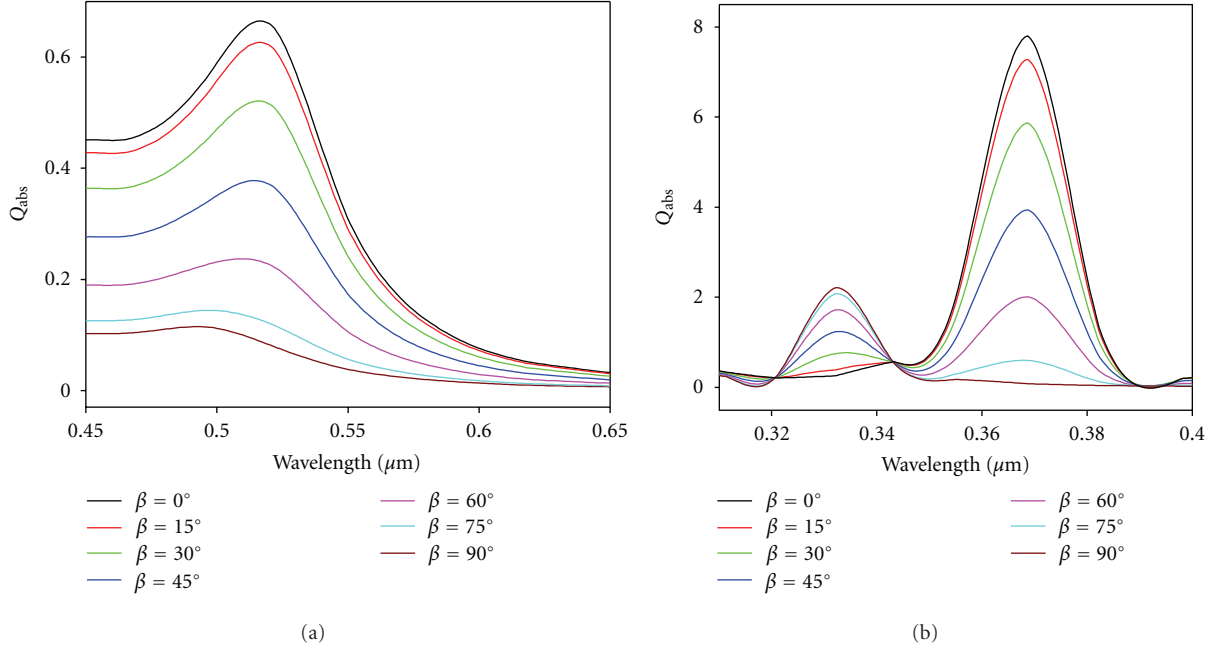 0.6
0.4
0.2
0
Q_abs
0.45
0.5
0.55
0.6
0.65
Wavelength (μm)
β = 0°
β = 15°
β = 30°
β = 45°
β = 60°
β = 75°
β = 90°
(a)
8
6
4
2
0
Q_abs
0.32
0.34
0.36
0.38
0.4
Wavelength (μm)
β = 0°
β = 15°
β = 30°
β = 45°
β = 60°
β = 75°
β = 90°
(b)